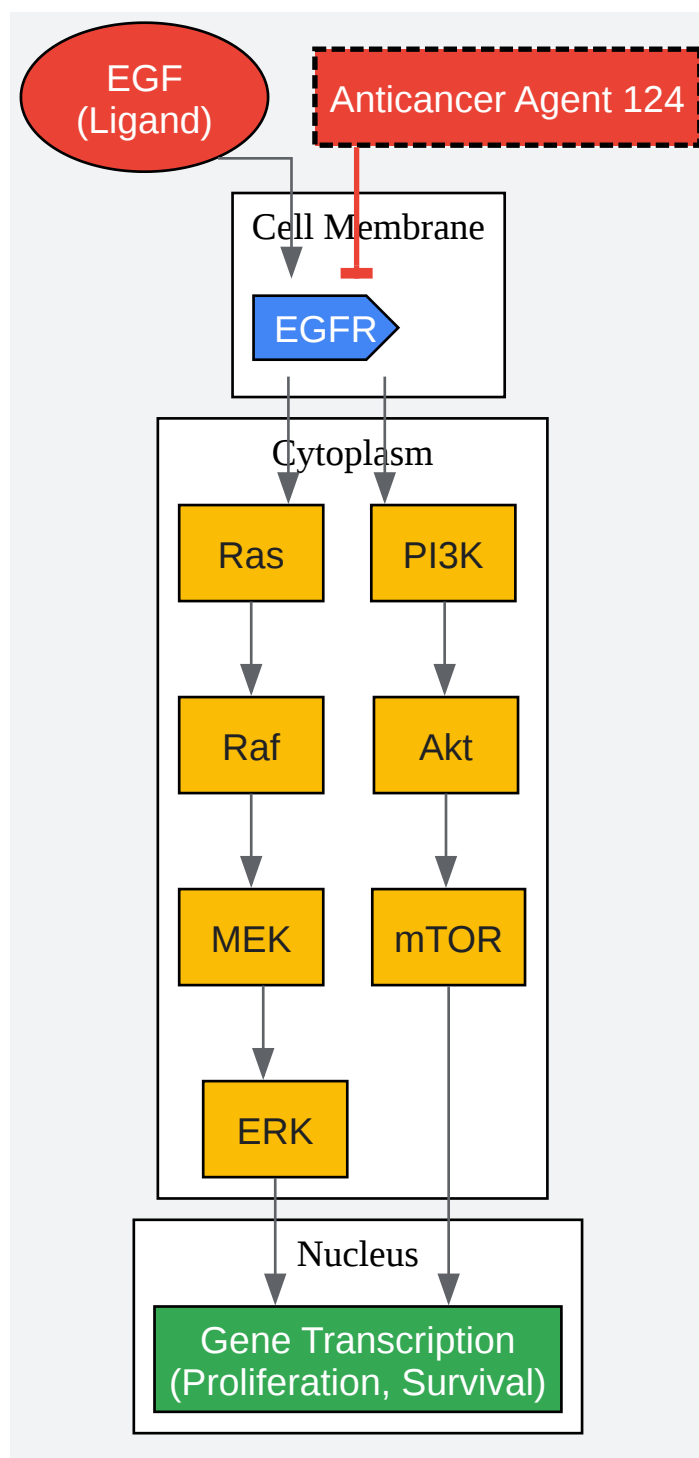 EGF
(Ligand)
Anticancer Agent 124
Cell Membrane
EGFR
Cytoplasm
Ras
PI3K
Raf
Akt
MEK
mTOR
ERK
Nucleus
Gene Transcription
(Proliferation, Survival)